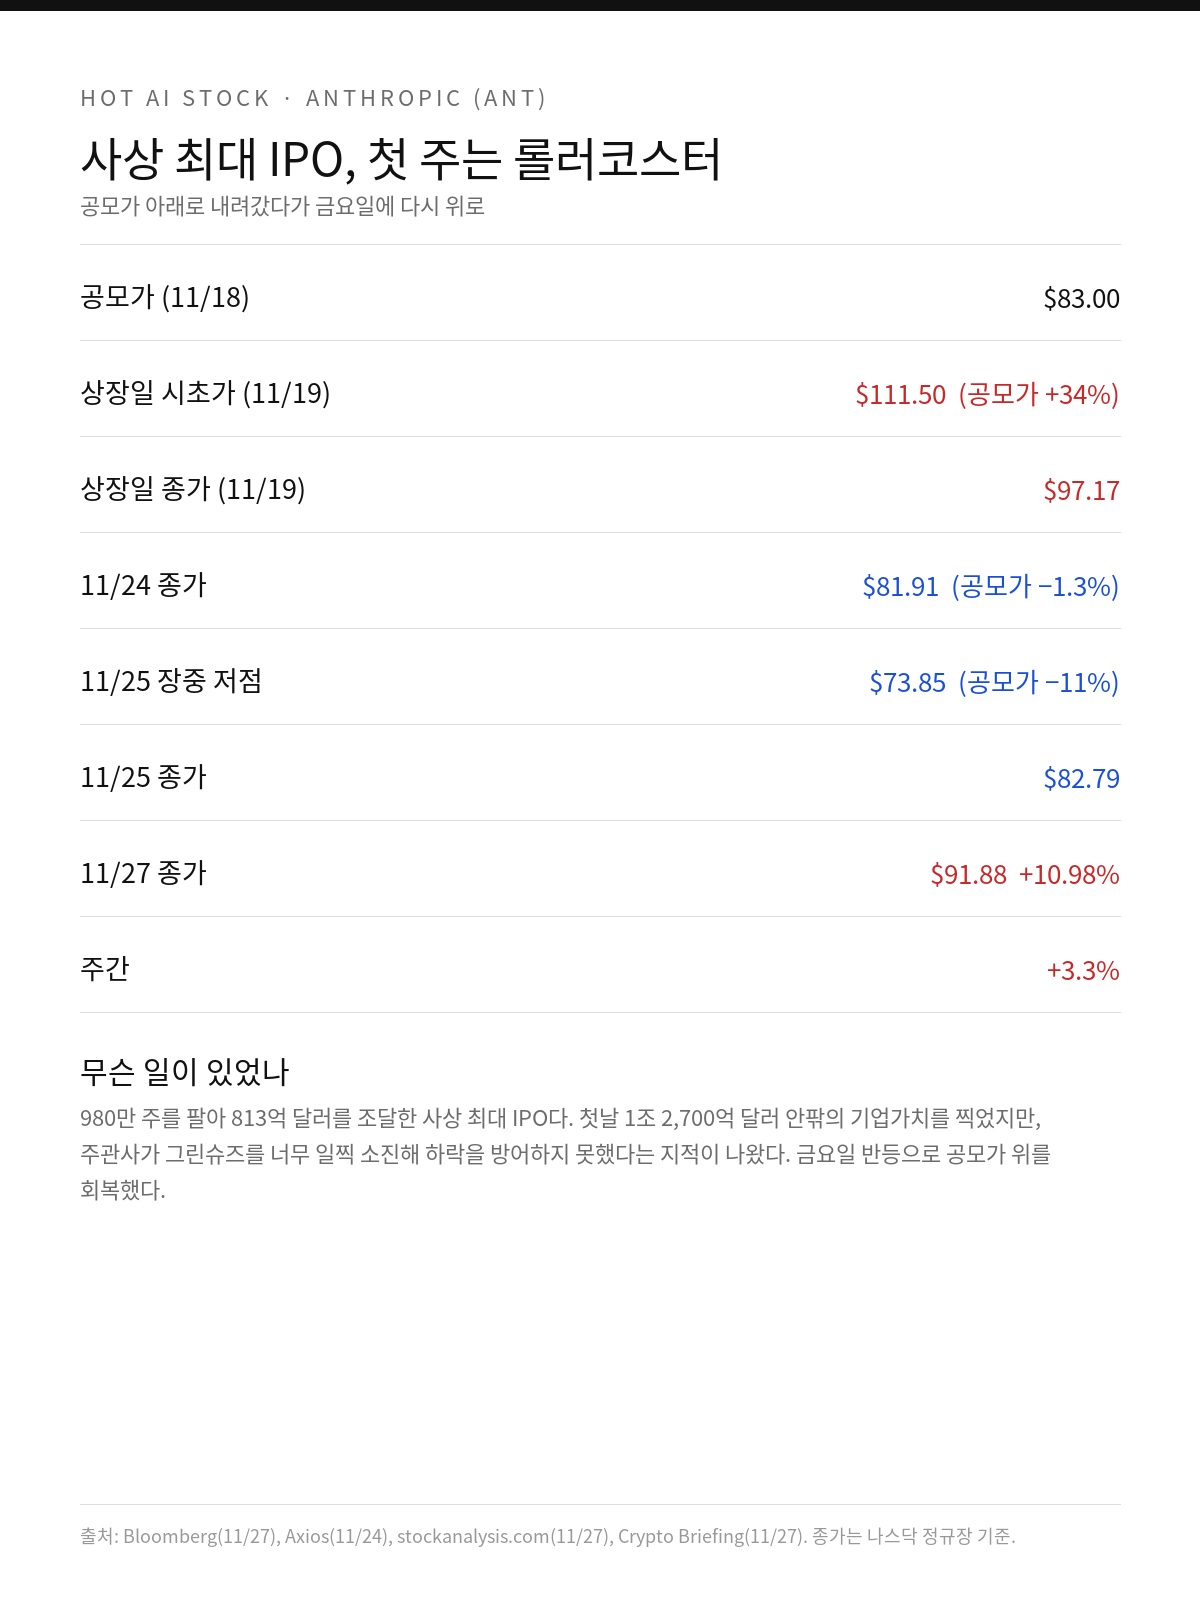 HOT AI STOCK · ANTHROPIC (ANT)
사상 최대 IPO, 첫 주는 롤러코스터
공모가 아래로 내려갔다가 금요일에 다시 위로
공모가 (11/18) $83.00
상장일 시초가 (11/19) $111.50 (공모가 +34%)
상장일 종가 (11/19) $97.17
11/24 종가 $81.91 (공모가 −1.3%)
11/25 장중 저점 $73.85 (공모가 −11%)
11/25 종가 $82.79
11/27 종가 $91.88 +10.98%
주간 +3.3%
무슨 일이 있었나
980만 주를 팔아 813억 달러를 조달한 사상 최대 IPO다. 첫날 1조 2,700억 달러 안팎의 기업가치를 찍었지만,
주관사가 그린슈즈를 너무 일찍 소진해 하락을 방어하지 못했다는 지적이 나왔다. 금요일 반등으로 공모가 위를
회복했다.
출처: Bloomberg(11/27), Axios(11/24), stockanalysis.com(11/27), Crypto Briefing(11/27). 종가는 나스닥 정규장 기준.